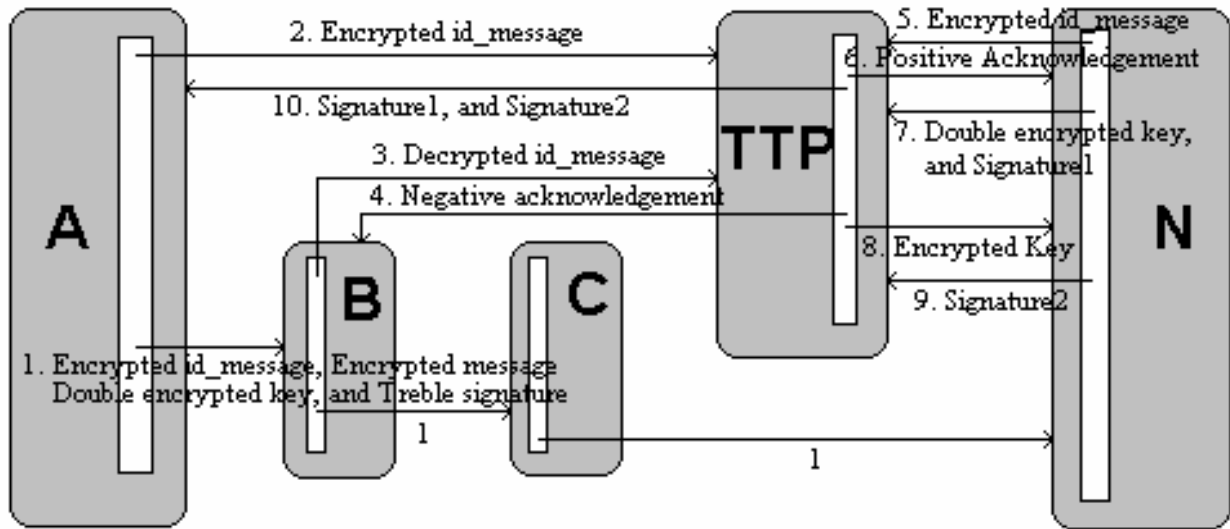 2. Encrypted id_message
5. Encrypted id_message
6. Positive Acknowledgement
10. Signature1, and Signature2
7. Double encrypted key,
and Signature1
TTP
3. Decrypted id_message
4. Negative acknowledgement
A
N
8. Encrypted Key
B
C
9. Signature2
1. Encrypted id_message, Encrypted message
Double encrypted key, and Treble signature
1
1